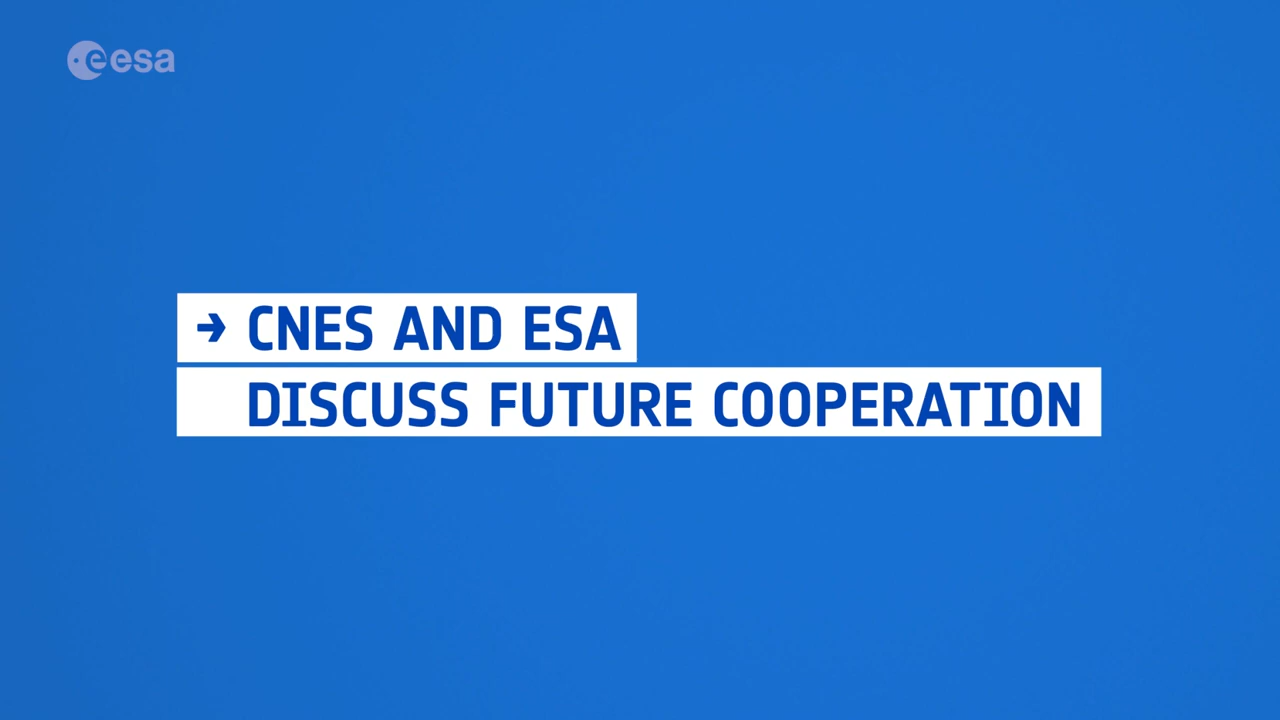 esa
→ CNES AND ESA
DISCUSS FUTURE COOPERATION